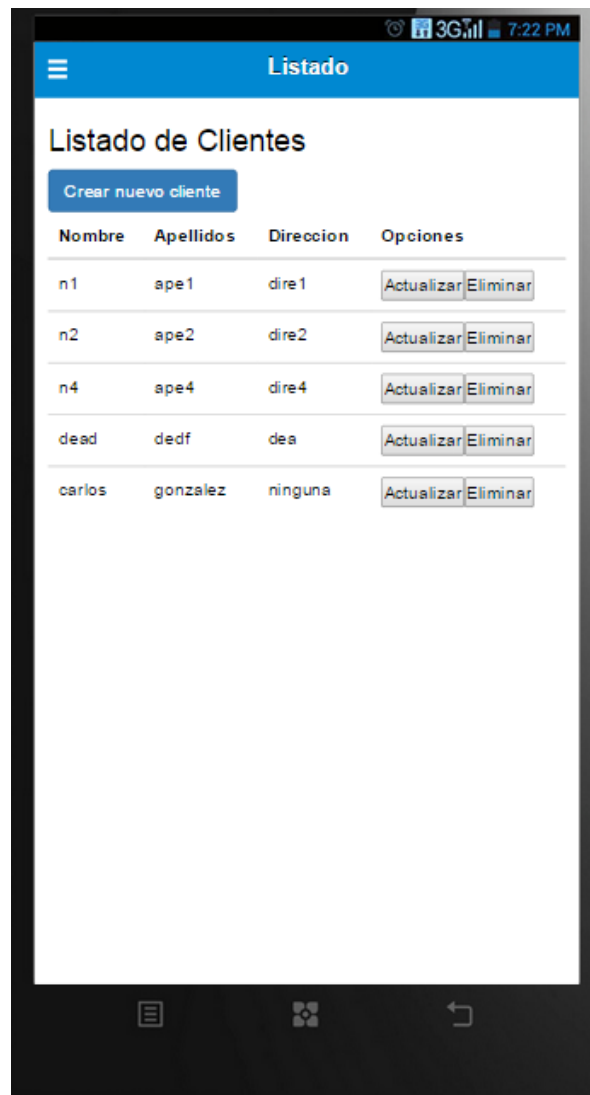 3G 7:22 PM
Listado
Listado de Clientes
Crear nuevo cliente
Nombre Apellidos Direccion Opciones
n1 ape1 dire1 Actualizar Eliminar
n2 ape2 dire2 Actualizar Eliminar
n4 ape4 dire4 Actualizar Eliminar
dead dedf dea Actualizar Eliminar
carlos gonzalez ninguna Actualizar Eliminar